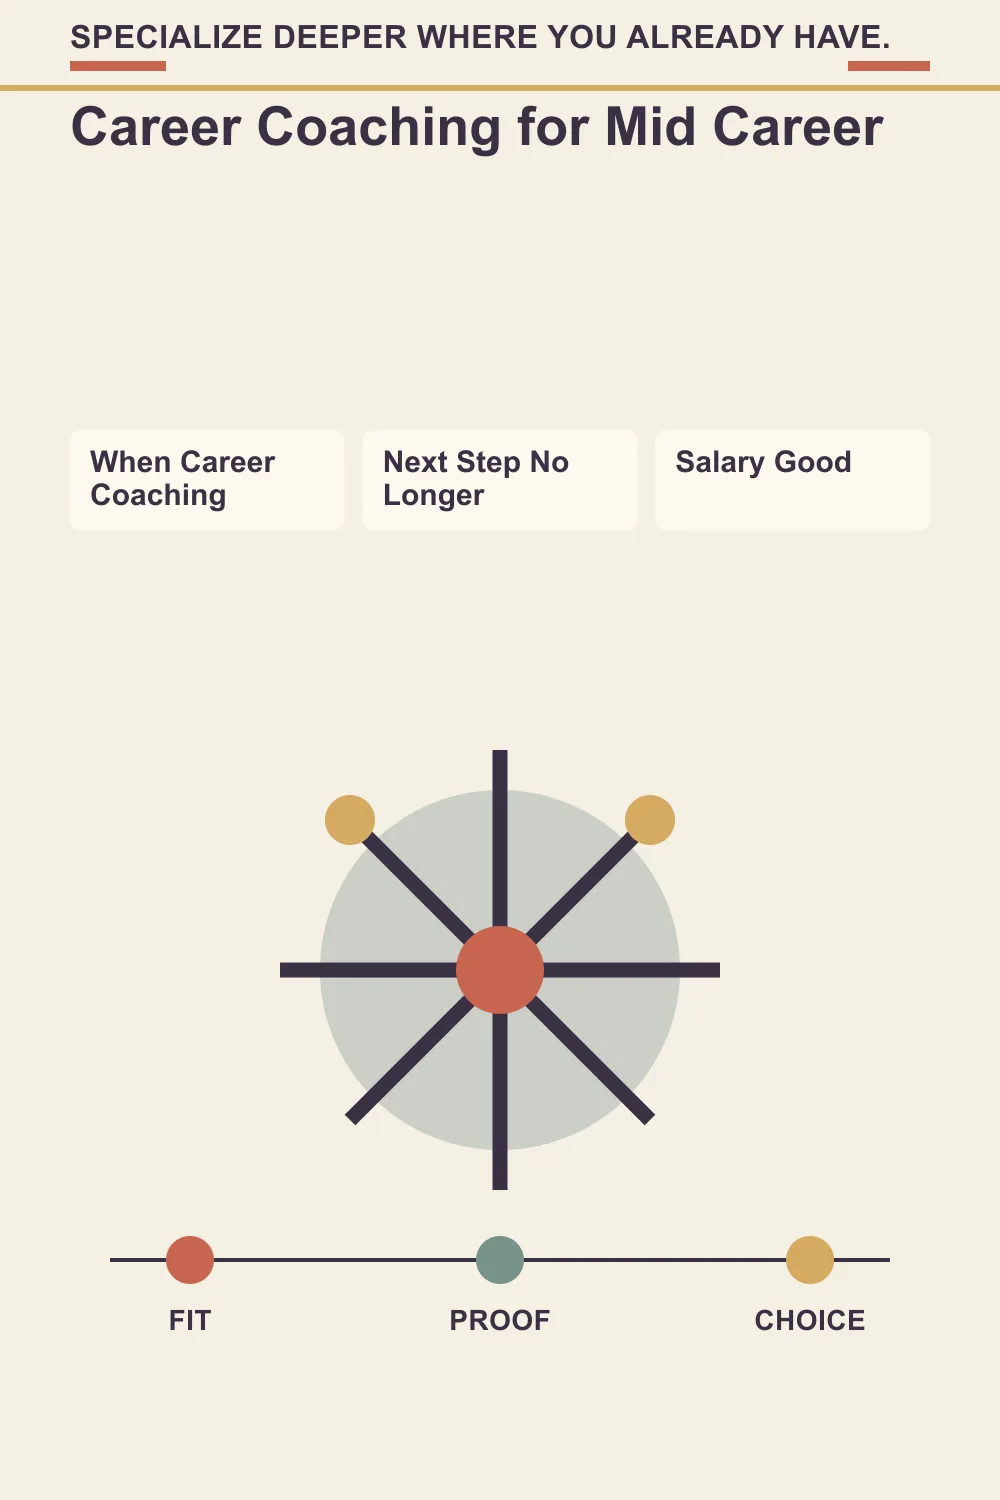 SPECIALIZE DEEPER WHERE YOU ALREADY HAVE.
Career Coaching for Mid Career
When Career
Coaching
Next Step No
Longer
Salary Good
FIT
PROOF
CHOICE